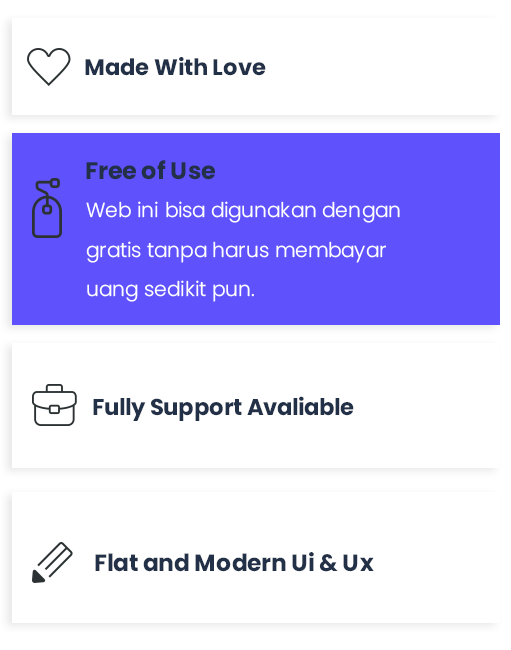 Made With Love
Free of Use
Web ini bisa digunakan dengan
gratis tanpa harus membayar
uang sedikit pun.
Fully Support Avaliable
Flat and Modern Ui & Ux